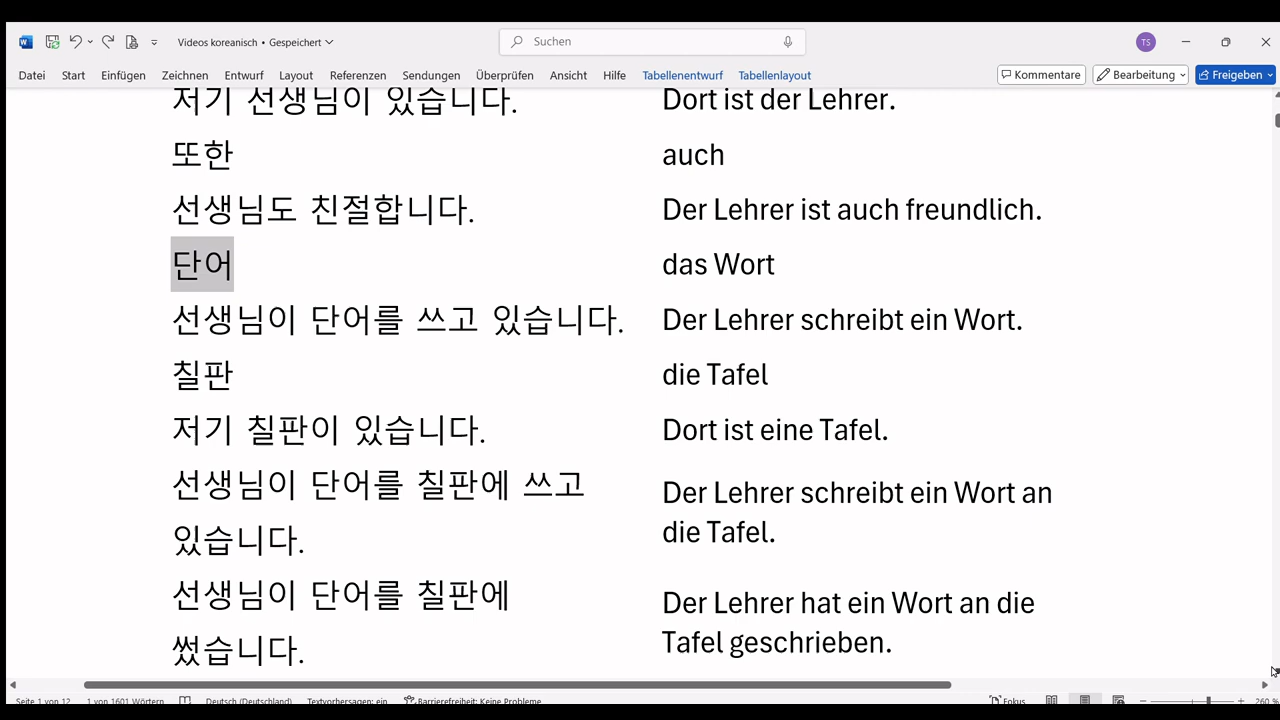 Videos koreanisch • Gespeichert
Suchen
TS
Datei Start Einfügen Zeichnen Entwurf Layout Referenzen Sendungen Überprüfen Ansicht Hilfe Tabellenentwurf Tabellenlayout Kommentare Bearbeitung Freigeben
저기 선생님이 있습니다. Dort ist der Lehrer.
또한 auch
선생님도 친절합니다. Der Lehrer ist auch freundlich.
단어 das Wort
선생님이 단어를 쓰고 있습니다. Der Lehrer schreibt ein Wort.
칠판 die Tafel
저기 칠판이 있습니다. Dort ist eine Tafel.
선생님이 단어를 칠판에 쓰고
있습니다.
Der Lehrer schreibt ein Wort an
die Tafel.
선생님이 단어를 칠판에
썼습니다.
Der Lehrer hat ein Wort an die
Tafel geschrieben.
Seite 1 von 12 1 von 1601 Wörtern Deutsch (Deutschland) Textvorhersagen: ein Barrierefreiheit: Keine Probleme Fokus 260 %